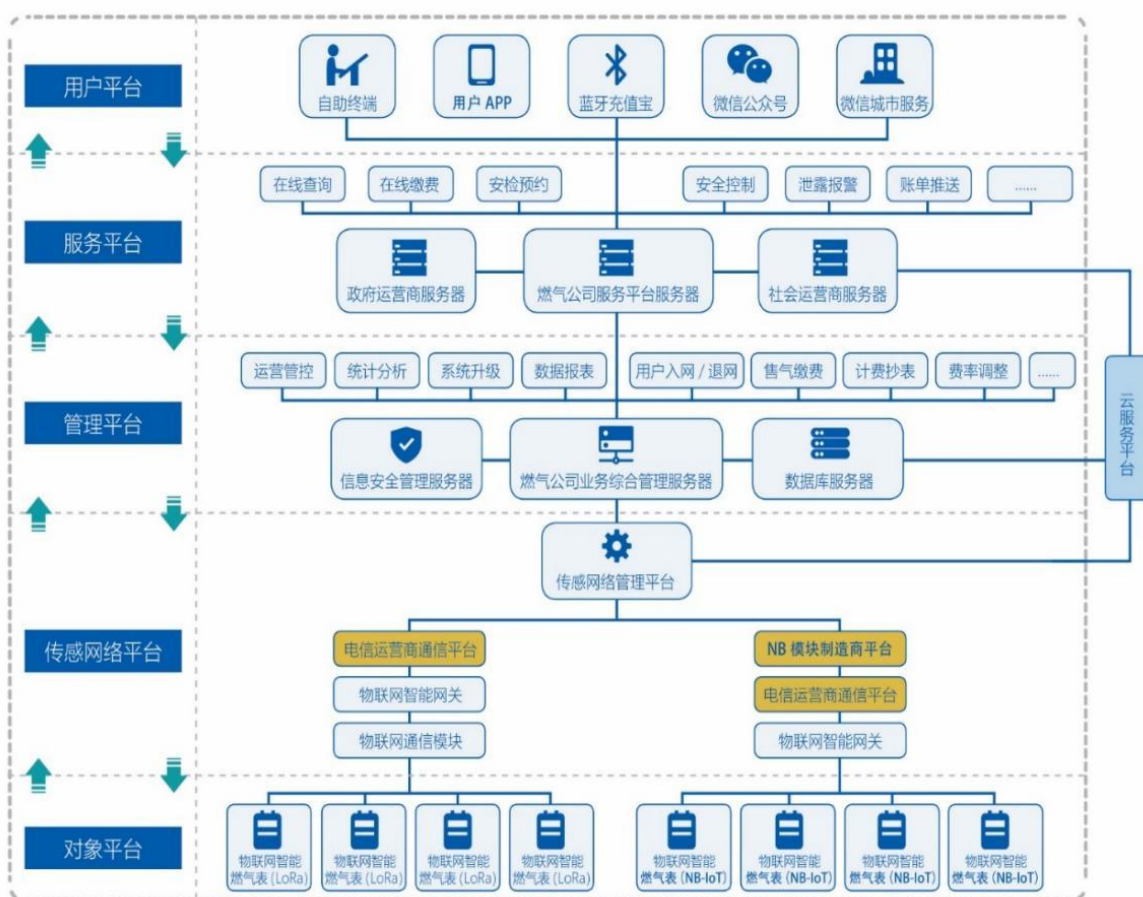 用户平台
自助终端
用户 APP
蓝牙充值宝
微信公众号
微信城市服务
服务平台
在线查询
在线缴费
安检预约
安全控制
泄露报警
账单推送
......
政府运营商服务器
燃气公司服务平台服务器
社会运营商服务器
管理平台
运营管控
统计分析
系统升级
数据报表
用户入网 / 退网
售气缴费
计费抄表
费率调整
......
信息安全管理服务器
燃气公司业务综合管理服务器
数据库服务器
云服务平台
传感网络平台
传感网络管理平台
电信运营商通信平台
物联网智能网关
物联网通信模块
NB 模块制造商平台
电信运营商通信平台
物联网智能网关
对象平台
物联网智能
燃气表 (LoRa)
物联网智能
燃气表 (LoRa)
物联网智能
燃气表 (LoRa)
物联网智能
燃气表 (LoRa)
物联网智能
燃气表 (NB-IoT)
物联网智能
燃气表 (NB-IoT)
物联网智能
燃气表 (NB-IoT)
物联网智能
燃气表 (NB-IoT)